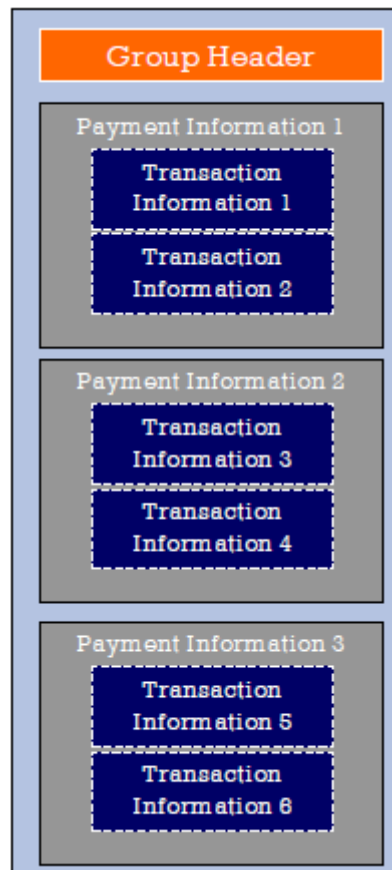 Group Header
Payment Information 1
Transaction
Information 1
Transaction
Information 2
Payment Information 2
Transaction
Information 3
Transaction
Information 4
Payment Information 3
Transaction
Information 5
Transaction
Information 6